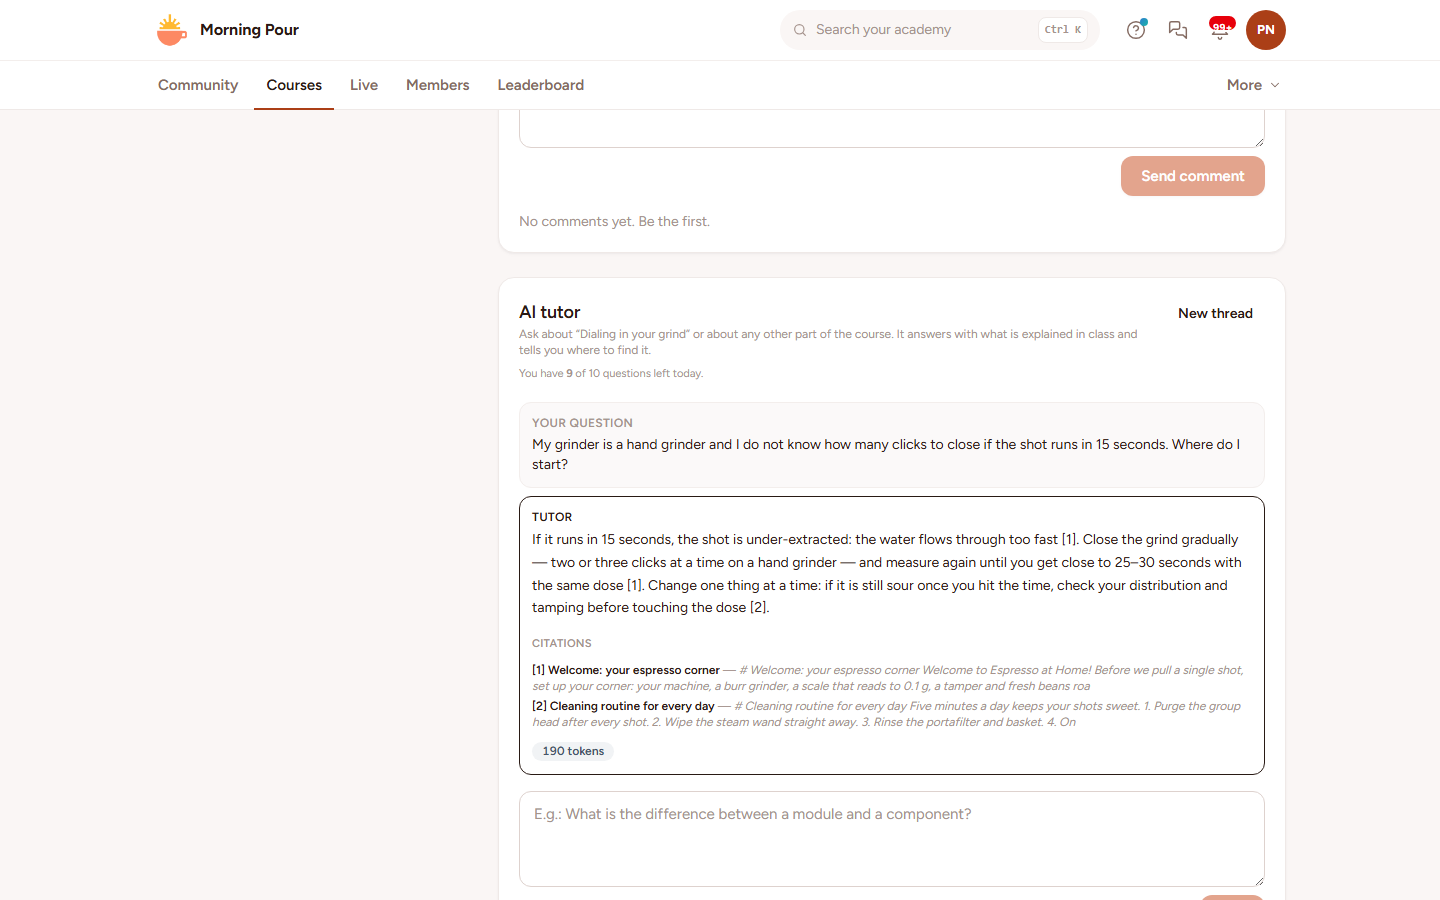 Morning Pour
Search your academy
Ctrl K
99+
PN
Community
Courses
Live
Members
Leaderboard
More
Send comment
No comments yet. Be the first.
AI tutor
New thread
Ask about “Dialing in your grind” or about any other part of the course. It answers with what is explained in class and
tells you where to find it.
You have 9 of 10 questions left today.
YOUR QUESTION
My grinder is a hand grinder and I do not know how many clicks to close if the shot runs in 15 seconds. Where do I
start?
TUTOR
If it runs in 15 seconds, the shot is under-extracted: the water flows through too fast [1]. Close the grind gradually
— two or three clicks at a time on a hand grinder — and measure again until you get close to 25–30 seconds with
the same dose [1]. Change one thing at a time: if it is still sour once you hit the time, check your distribution and
tamping before touching the dose [2].
CITATIONS
[1] Welcome: your espresso corner — # Welcome: your espresso corner Welcome to Espresso at Home! Before we pull a single shot,
set up your corner: your machine, a burr grinder, a scale that reads to 0.1 g, a tamper and fresh beans roa
[2] Cleaning routine for every day — # Cleaning routine for every day Five minutes a day keeps your shots sweet. 1. Purge the group
head after every shot. 2. Wipe the steam wand straight away. 3. Rinse the portafilter and basket. 4. On
190 tokens
E.g.: What is the difference between a module and a component?